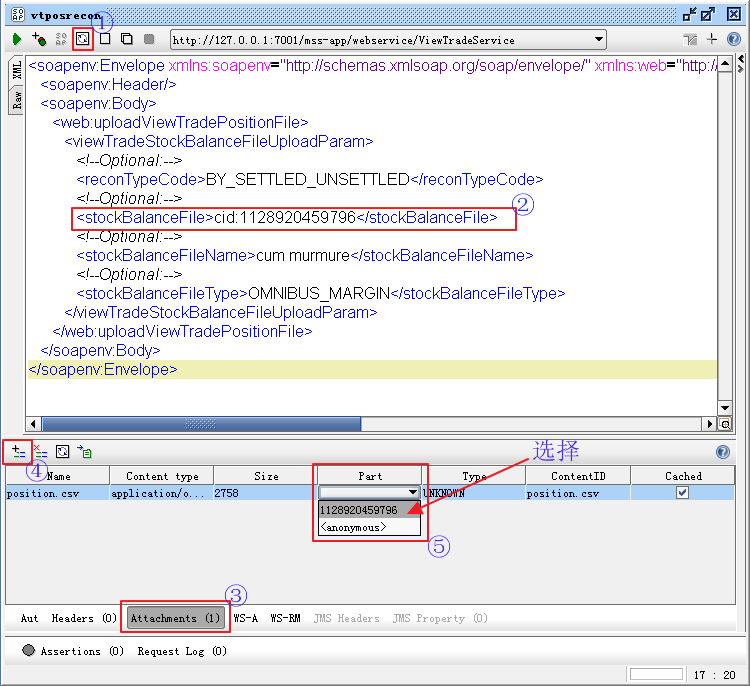 SOAP vtposrecon
①
SO AP http://127.0.0.1:7001/mss-app/webservice/ViewTradeService
XML
Raw
<soapenv:Envelope xmlns:soapenv="http://schemas.xmlsoap.org/soap/envelope/" xmlns:web="http:/
<soapenv:Header/>
<soapenv:Body>
<web:uploadViewTradePositionFile>
<viewTradeStockBalanceFileUploadParam>
<!--Optional:-->
<reconTypeCode>BY_SETTLED_UNSETTLED</reconTypeCode>
<!--Optional:-->
<stockBalanceFile>cid:1128920459796</stockBalanceFile>
②
<!--Optional:-->
<stockBalanceFileName>cum murmure</stockBalanceFileName>
<!--Optional:-->
<stockBalanceFileType>OMNIBUS_MARGIN</stockBalanceFileType>
</viewTradeStockBalanceFileUploadParam>
</web:uploadViewTradePositionFile>
</soapenv:Body>
</soapenv:Envelope>
④
选择
Name Content type Size Part Type ContentID Cached
position.csv application/o... 2758 UNKNOWN position.csv
1128920459796
<anonymous>
⑤
③
Aut Headers (0) Attachments (1) WS-A WS-RM JMS Headers JMS Property (0)
Assertions (0) Request Log (0)
17 : 20